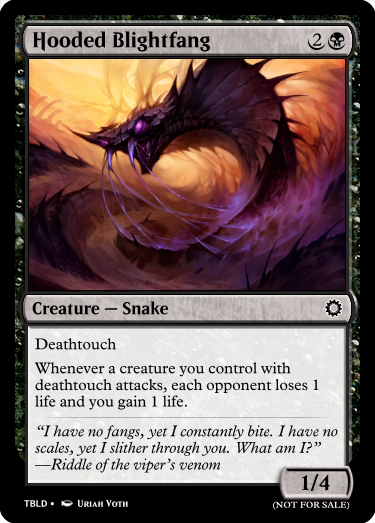 Hooded Blightfang 2
Creature — Snake
Deathtouch
Whenever a creature you control with
deathtouch attacks, each opponent loses 1
life and you gain 1 life.
“I have no fangs, yet I constantly bite. I have no
scales, yet I slither through you. What am I?”
—Riddle of the viper’s venom
1/4
TBLD • Uriah Voth
(NOT FOR SALE)